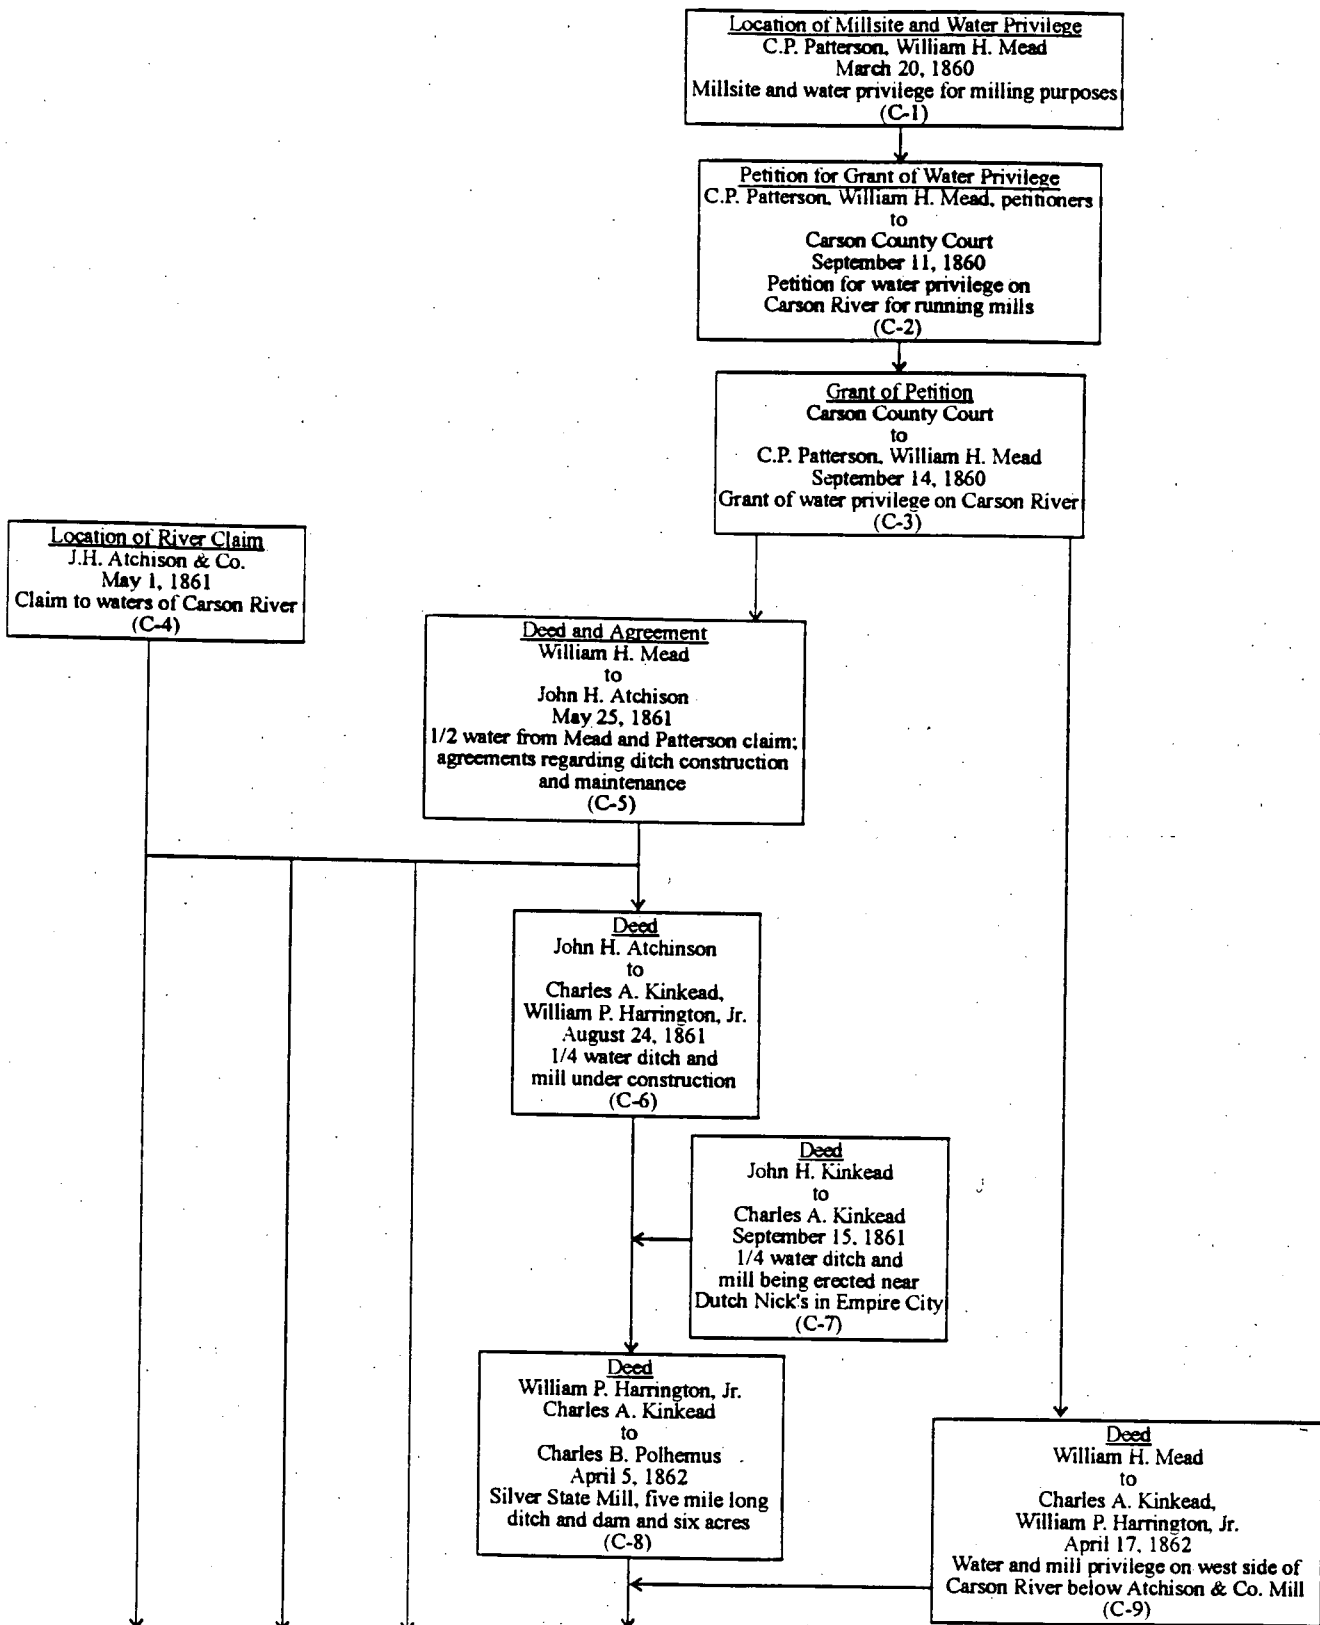 Location of Millsite and Water Privilege
C.P. Patterson, William H. Mead
March 20, 1860
Millsite and water privilege for milling purposes
(C-1)
Petition for Grant of Water Privilege
C.P. Patterson, William H. Mead, petitioners
to
Carson County Court
September 11, 1860
Petition for water privilege on
Carson River for running mills
(C-2)
Grant of Petition
Carson County Court
to
C.P. Patterson, William H. Mead
September 14, 1860
Grant of water privilege on Carson River
(C-3)
Location of River Claim
J.H. Atchison & Co.
May 1, 1861
Claim to waters of Carson River
(C-4)
Deed and Agreement
William H. Mead
to
John H. Atchison
May 25, 1861
1/2 water from Mead and Patterson claim;
agreements regarding ditch construction
and maintenance
(C-5)
Deed
John H. Atchinson
to
Charles A. Kinkead,
William P. Harrington, Jr.
August 24, 1861
1/4 water ditch and
mill under construction
(C-6)
Deed
John H. Kinkead
to
Charles A. Kinkead
September 15, 1861
1/4 water ditch and
mill being erected near
Dutch Nick's in Empire City
(C-7)
Deed
William P. Harrington, Jr.
Charles A. Kinkead
to
Charles B. Polhemus
April 5, 1862
Silver State Mill, five mile long
ditch and dam and six acres
(C-8)
Deed
William H. Mead
to
Charles A. Kinkead,
William P. Harrington, Jr.
April 17, 1862
Water and mill privilege on west side of
Carson River below Atchison & Co. Mill
(C-9)